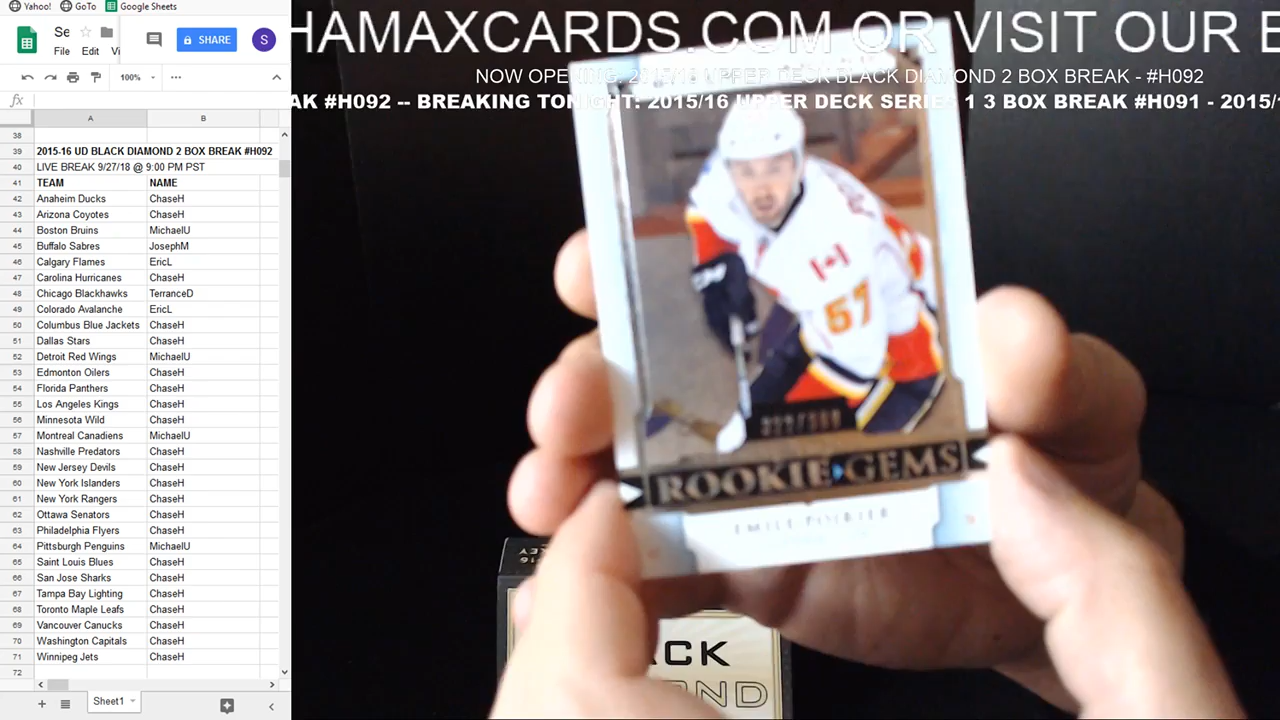 Yahoo! GoTo Google Sheets
Se
File Edit Vi
SHARE S
100%
fx
A B
38
39 2015-16 UD BLACK DIAMOND 2 BOX BREAK #H092
40 LIVE BREAK 9/27/18 @ 9:00 PM PST
41 TEAM NAME
42 Anaheim Ducks ChaseH
43 Arizona Coyotes ChaseH
44 Boston Bruins MichaelU
45 Buffalo Sabres JosephM
46 Calgary Flames EricL
47 Carolina Hurricanes ChaseH
48 Chicago Blackhawks TerranceD
49 Colorado Avalanche EricL
50 Columbus Blue Jackets ChaseH
51 Dallas Stars ChaseH
52 Detroit Red Wings MichaelU
53 Edmonton Oilers ChaseH
54 Florida Panthers ChaseH
55 Los Angeles Kings ChaseH
56 Minnesota Wild ChaseH
57 Montreal Canadiens MichaelU
58 Nashville Predators ChaseH
59 New Jersey Devils ChaseH
60 New York Islanders ChaseH
61 New York Rangers ChaseH
62 Ottawa Senators ChaseH
63 Philadelphia Flyers ChaseH
64 Pittsburgh Penguins MichaelU
65 Saint Louis Blues ChaseH
66 San Jose Sharks ChaseH
67 Tampa Bay Lighting ChaseH
68 Toronto Maple Leafs ChaseH
69 Vancouver Canucks ChaseH
70 Washington Capitals ChaseH
71 Winnipeg Jets ChaseH
72
Sheet1
HAMAXCARDS.COM OR VISIT OUR E
NOW OPENING: 2015/16 UPPER DECK BLACK DIAMOND 2 BOX BREAK - #H092
AK #H092 -- BREAKING TONIGHT: 2015/16 UPPER DECK SERIES 1 3 BOX BREAK #H091 - 2015/1
57
ROOKIE GEMS
EMILE POIRIER
ACK
OND